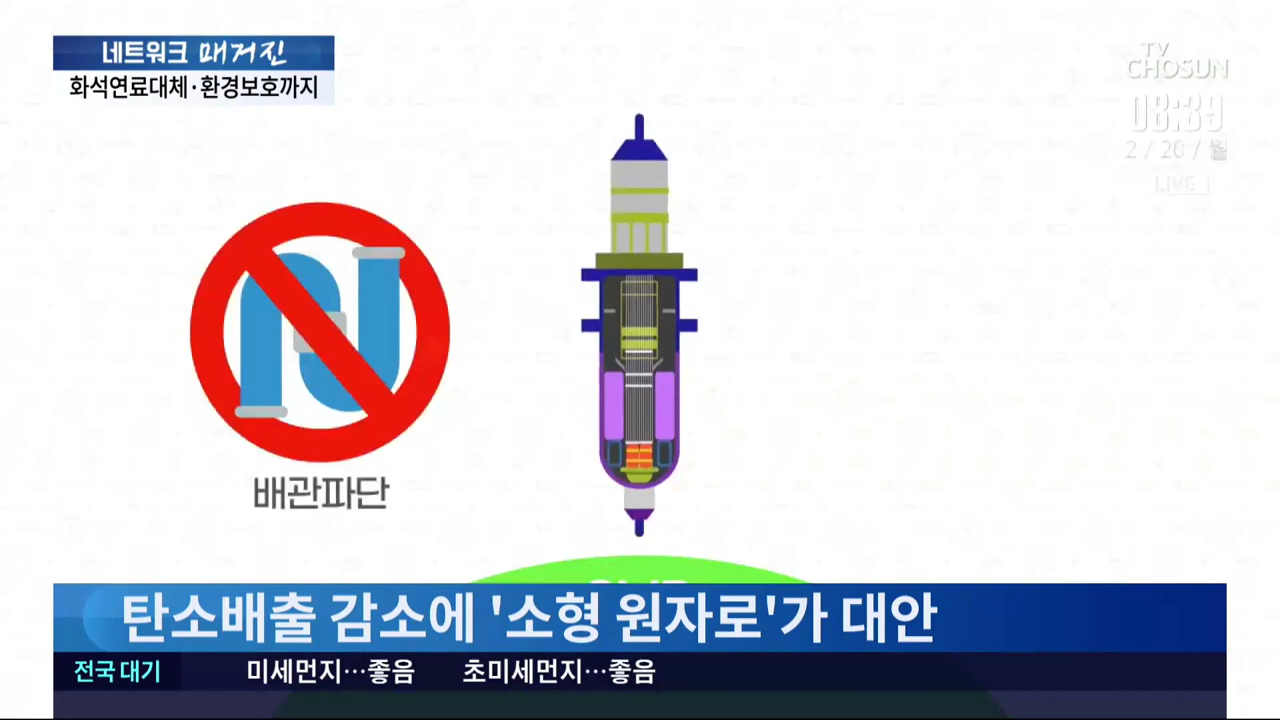 네트워크 매거진
화석연료대체·환경보호까지
TV
CHOSUN
08:39
2 / 20 / 월
LIVE
배관파단
탄소배출 감소에 '소형 원자로'가 대안
전국 대기 미세먼지…좋음 초미세먼지…좋음